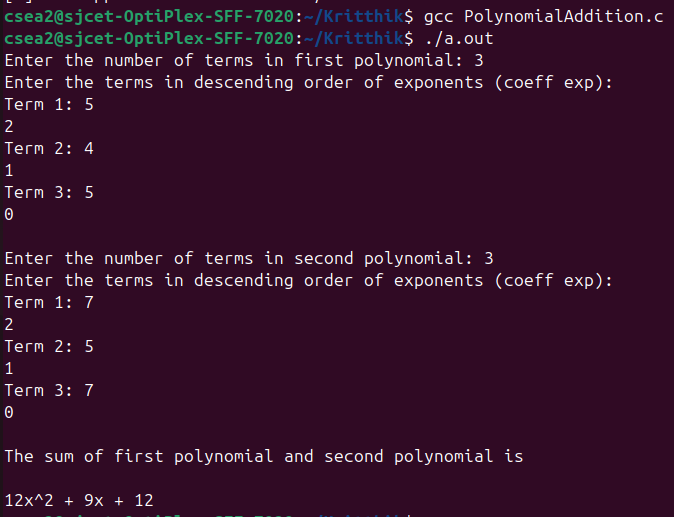 csea2@sjcet-OptiPlex-SFF-7020:~/Kritthik$ gcc PolynomialAddition.c
csea2@sjcet-OptiPlex-SFF-7020:~/Kritthik$ ./a.out
Enter the number of terms in first polynomial: 3
Enter the terms in descending order of exponents (coeff exp):
Term 1: 5
2
Term 2: 4
1
Term 3: 5
0
Enter the number of terms in second polynomial: 3
Enter the terms in descending order of exponents (coeff exp):
Term 1: 7
2
Term 2: 5
1
Term 3: 7
0
The sum of first polynomial and second polynomial is
12x^2 + 9x + 12